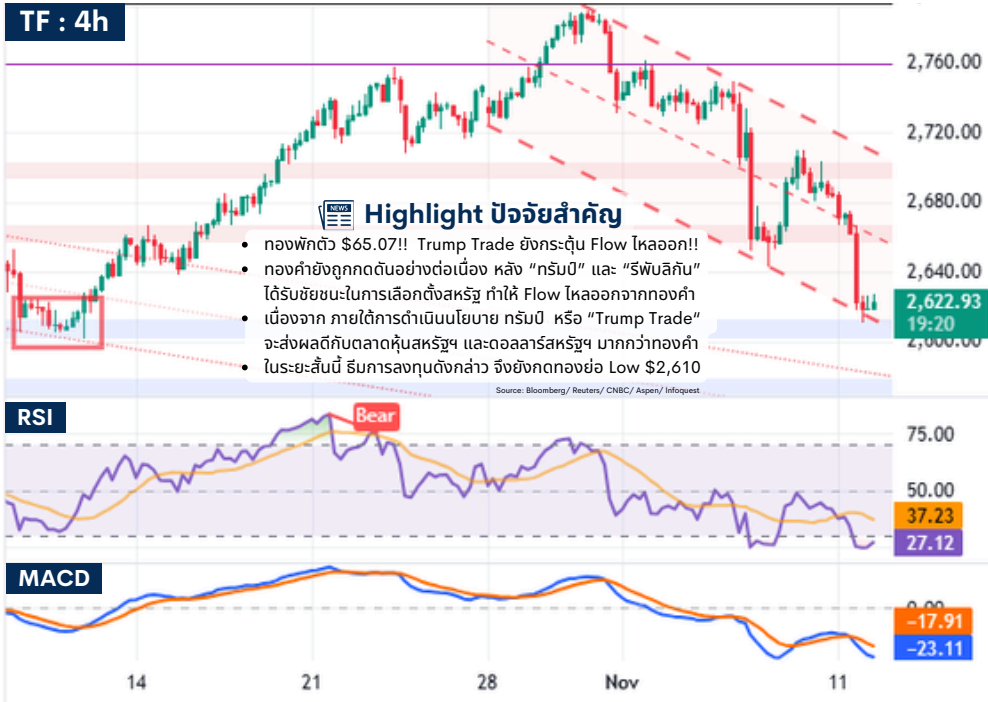 TF : 4h
2,760.00
2,720.00
2,680.00
2,640.00
2,622.93
19:20
2,600.00
NEWS
Highlight ปัจจัยสำคัญ
• ทองพักตัว $65.07!! Trump Trade ยังกระตุ้น Flow ไหลออก!!
• ทองคำยังถูกกดดันอย่างต่อเนื่อง หลัง “ทรัมป์” และ “รีพับลิกัน”
ได้รับชัยชนะในการเลือกตั้งสหรัฐ ทำให้ Flow ไหลออกจากทองคำ
• เนื่องจาก ภายใต้การดำเนินนโยบาย ทรัมป์ หรือ “Trump Trade“
จะส่งผลดีกับตลาดหุ้นสหรัฐฯ และดอลลาร์สหรัฐฯ มากกว่าทองคำ
• ในระยะสั้นนี้ ธีมการลงทุนดังกล่าว จึงยังกดทองย่อ Low $2,610
Source: Bloomberg/ Reuters/ CNBC/ Aspen/ Infoquest
RSI
Bear
75.00
50.00
37.23
27.12
MACD
0.00
−17.91
−23.11
14 21 28 Nov 11